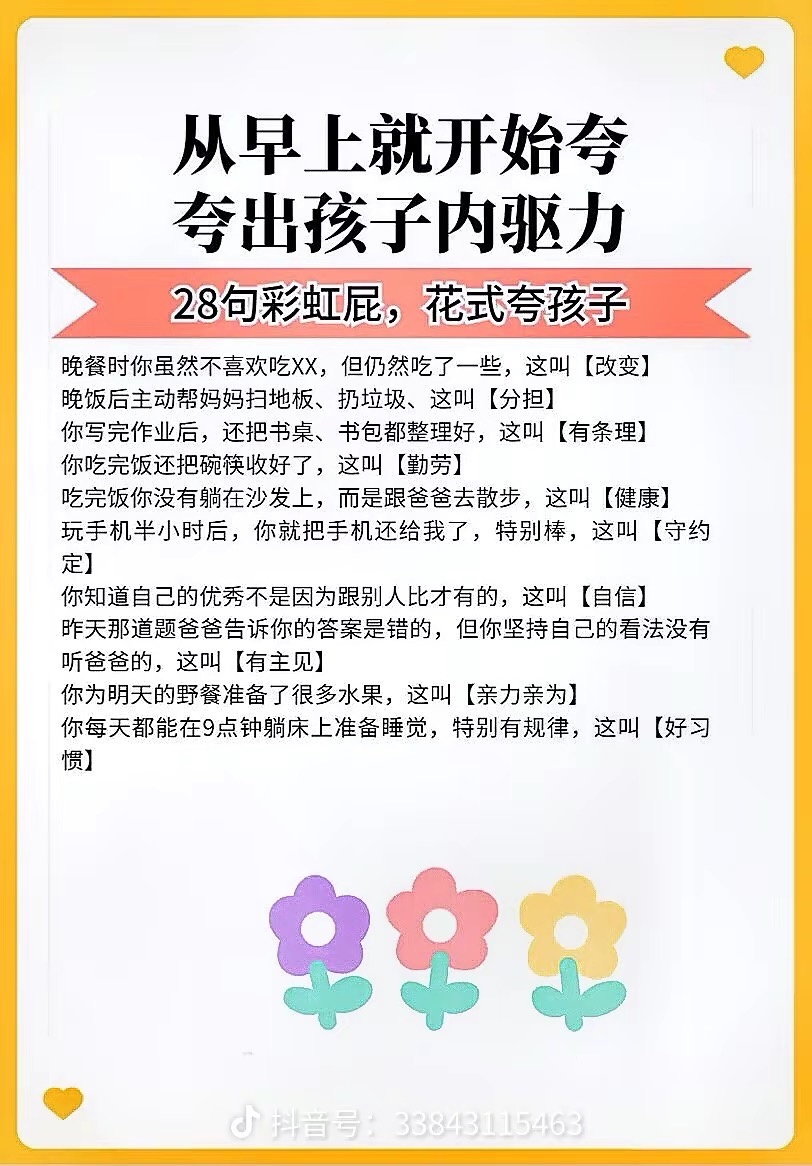 从早上就开始夸
夸出孩子内驱力
28句彩虹屁，花式夸孩子
晚餐时你虽然不喜欢吃XX，但仍然吃了一些，这叫【改变】
晚饭后主动帮妈妈扫地板、扔垃圾、这叫【分担】
你写完作业后，还把书桌、书包都整理好，这叫【有条理】
你吃完饭还把碗筷收好了，这叫【勤劳】
吃完饭你没有躺在沙发上，而是跟爸爸去散步，这叫【健康】
玩手机半小时后，你就把手机还给我了，特别棒，这叫【守约
定】
你知道自己的优秀不是因为跟别人比才有的，这叫【自信】
昨天那道题爸爸告诉你的答案是错的，但你坚持自己的看法没有
听爸爸的，这叫【有主见】
你为明天的野餐准备了很多水果，这叫【亲力亲为】
你每天都能在9点钟躺床上准备睡觉，特别有规律，这叫【好习
惯】
抖音号：33843115463